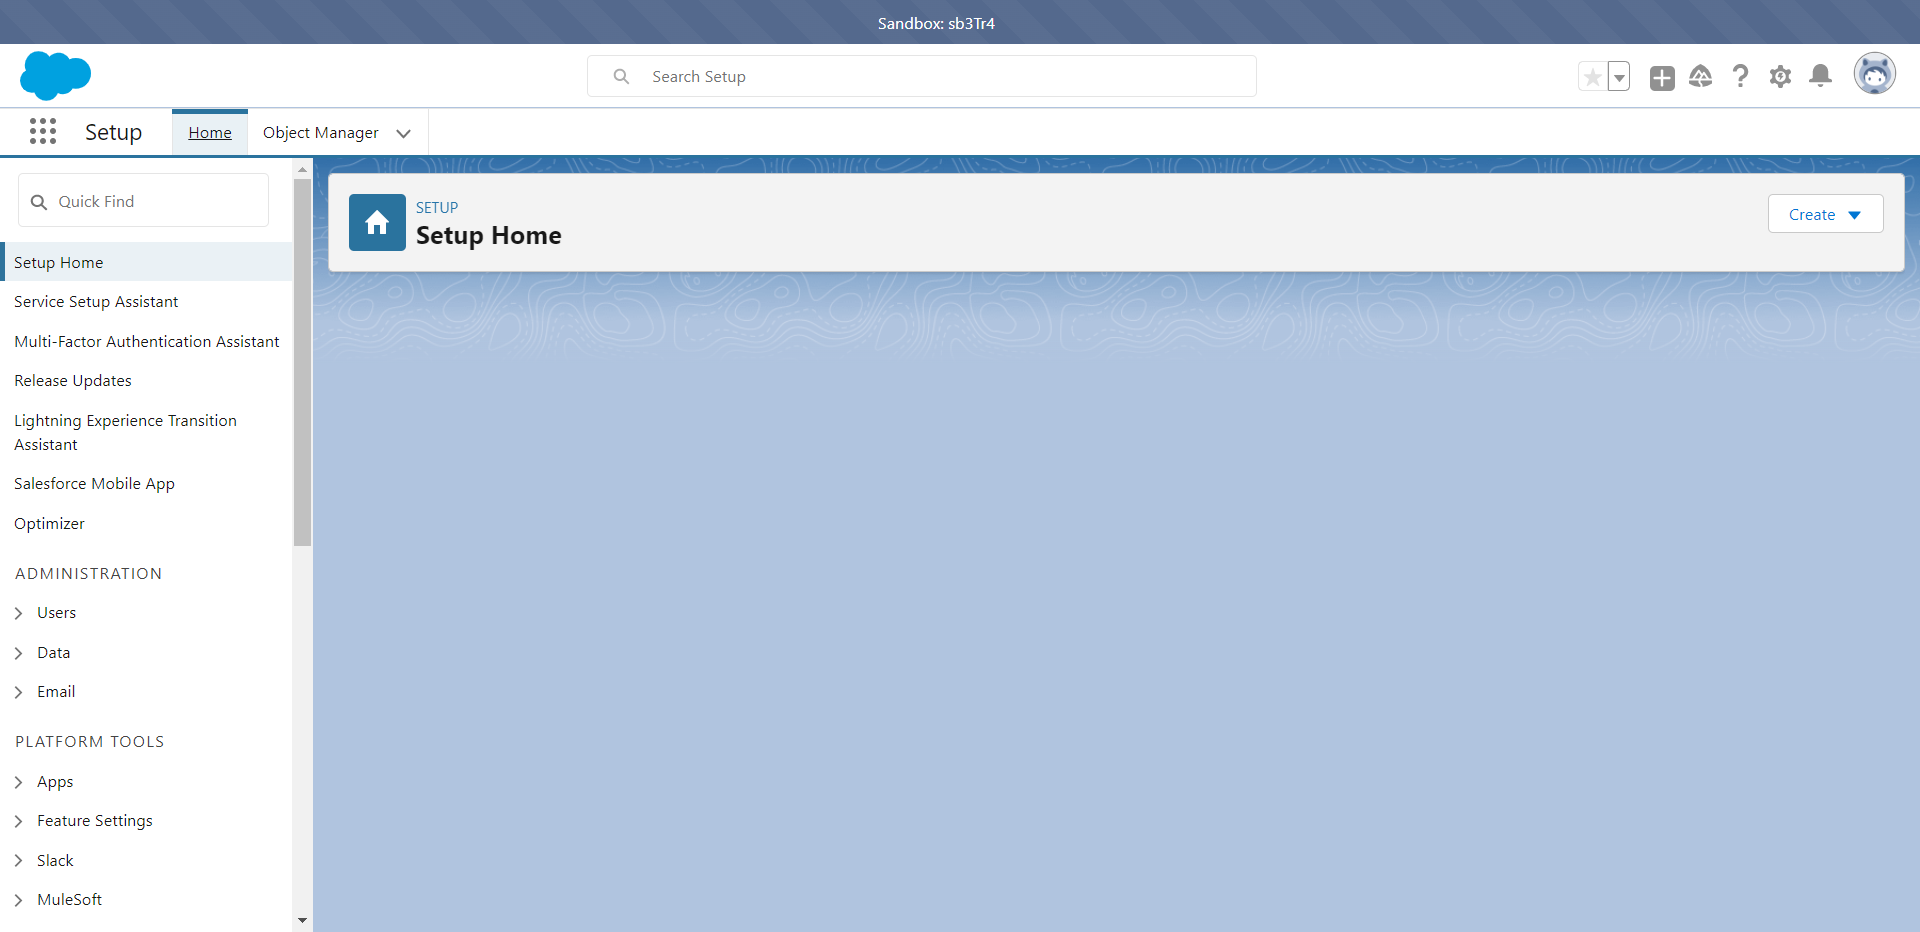 Sandbox: sb3Tr4
Search Setup
Setup
Home
Object Manager
Quick Find
Setup Home
Service Setup Assistant
Multi-Factor Authentication Assistant
Release Updates
Lightning Experience Transition
Assistant
Salesforce Mobile App
Optimizer
ADMINISTRATION
Users
Data
Email
PLATFORM TOOLS
Apps
Feature Settings
Slack
MuleSoft
SETUP
Setup Home
Create